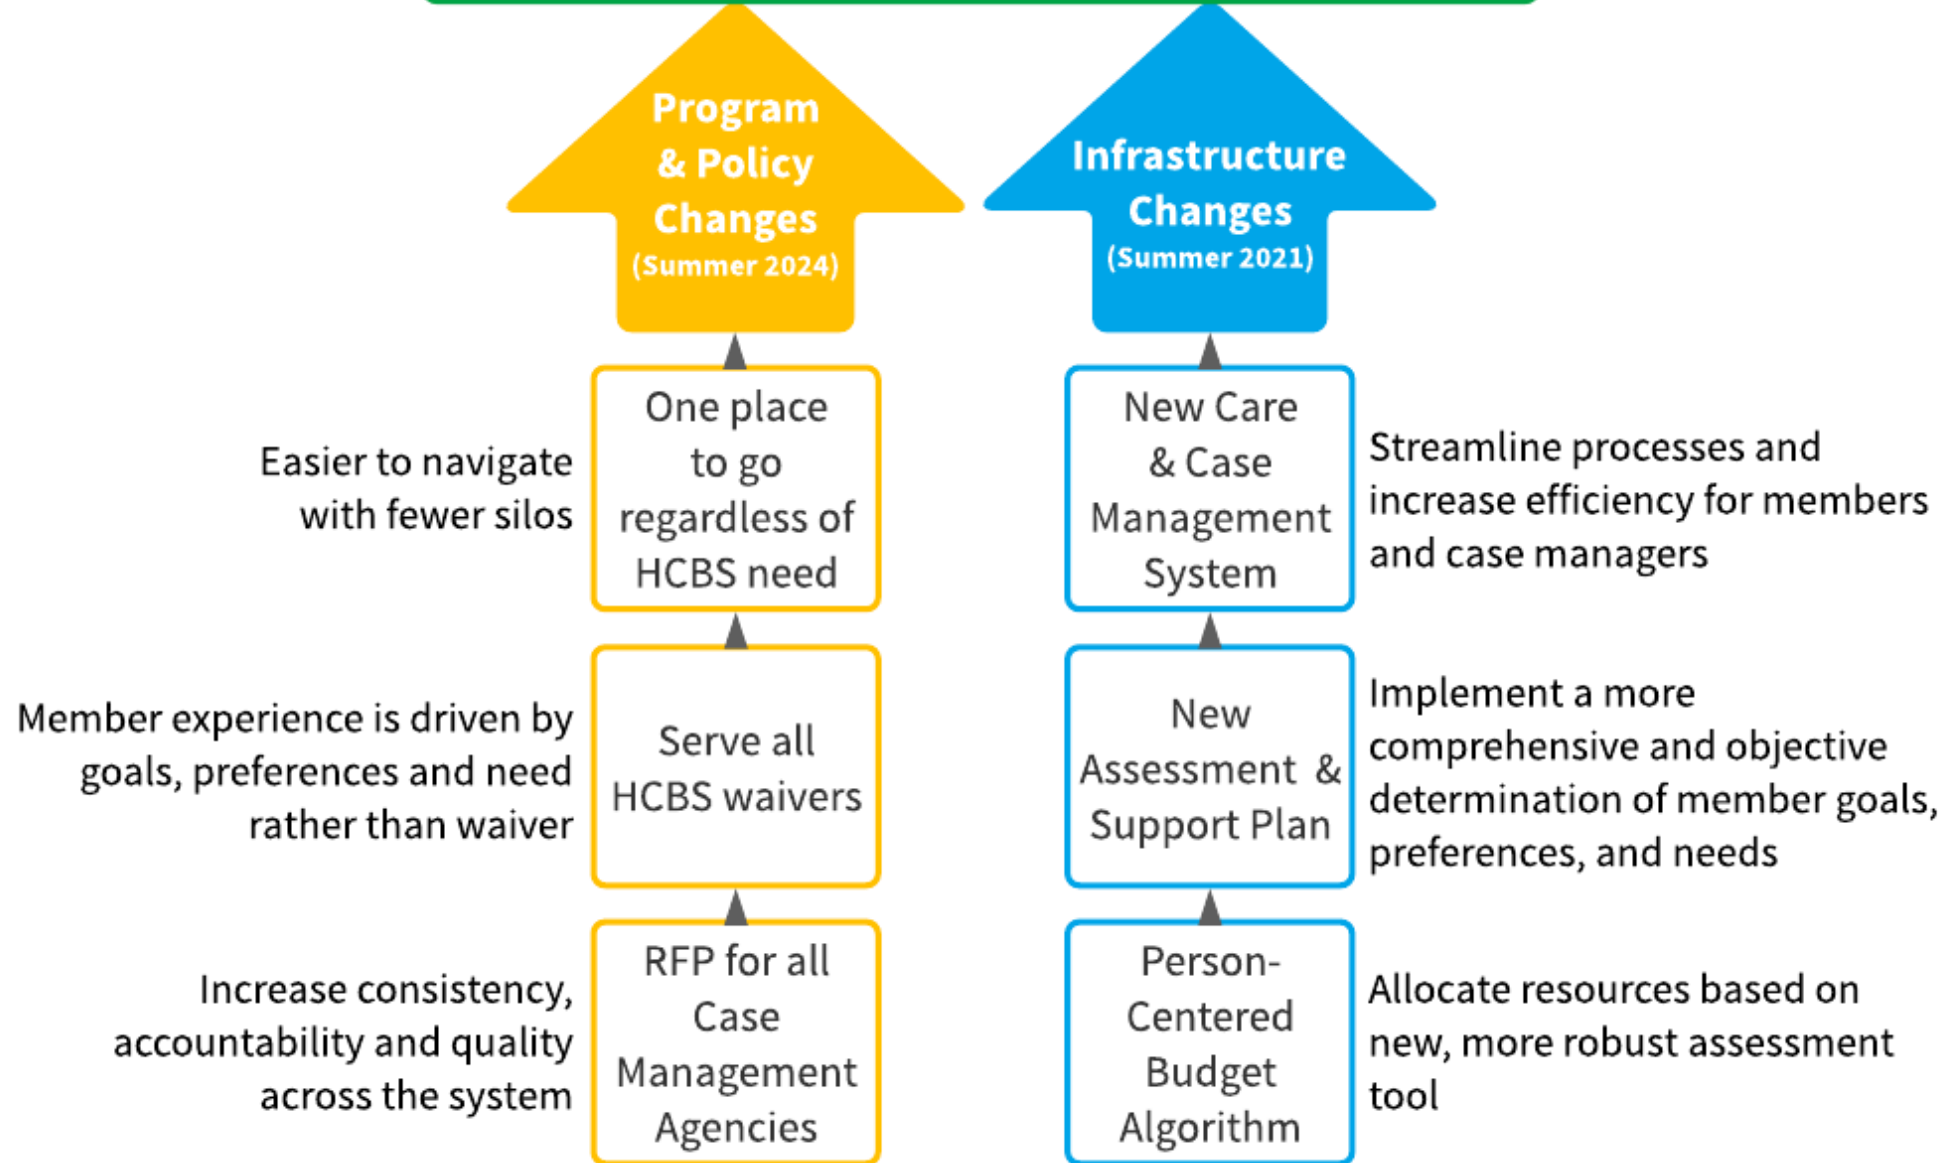 Program
& Policy
Changes
(Summer 2024)
Infrastructure
Changes
(Summer 2021)
Easier to navigate
with fewer silos
One place
to go
regardless of
HCBS need
New Care
& Case
Management
System
Streamline processes and
increase efficiency for members
and case managers
Member experience is driven by
goals, preferences and need
rather than waiver
Serve all
HCBS waivers
New
Assessment &
Support Plan
Implement a more
comprehensive and objective
determination of member goals,
preferences, and needs
Increase consistency,
accountability and quality
across the system
RFP for all
Case
Management
Agencies
Person-
Centered
Budget
Algorithm
Allocate resources based on
new, more robust assessment
tool